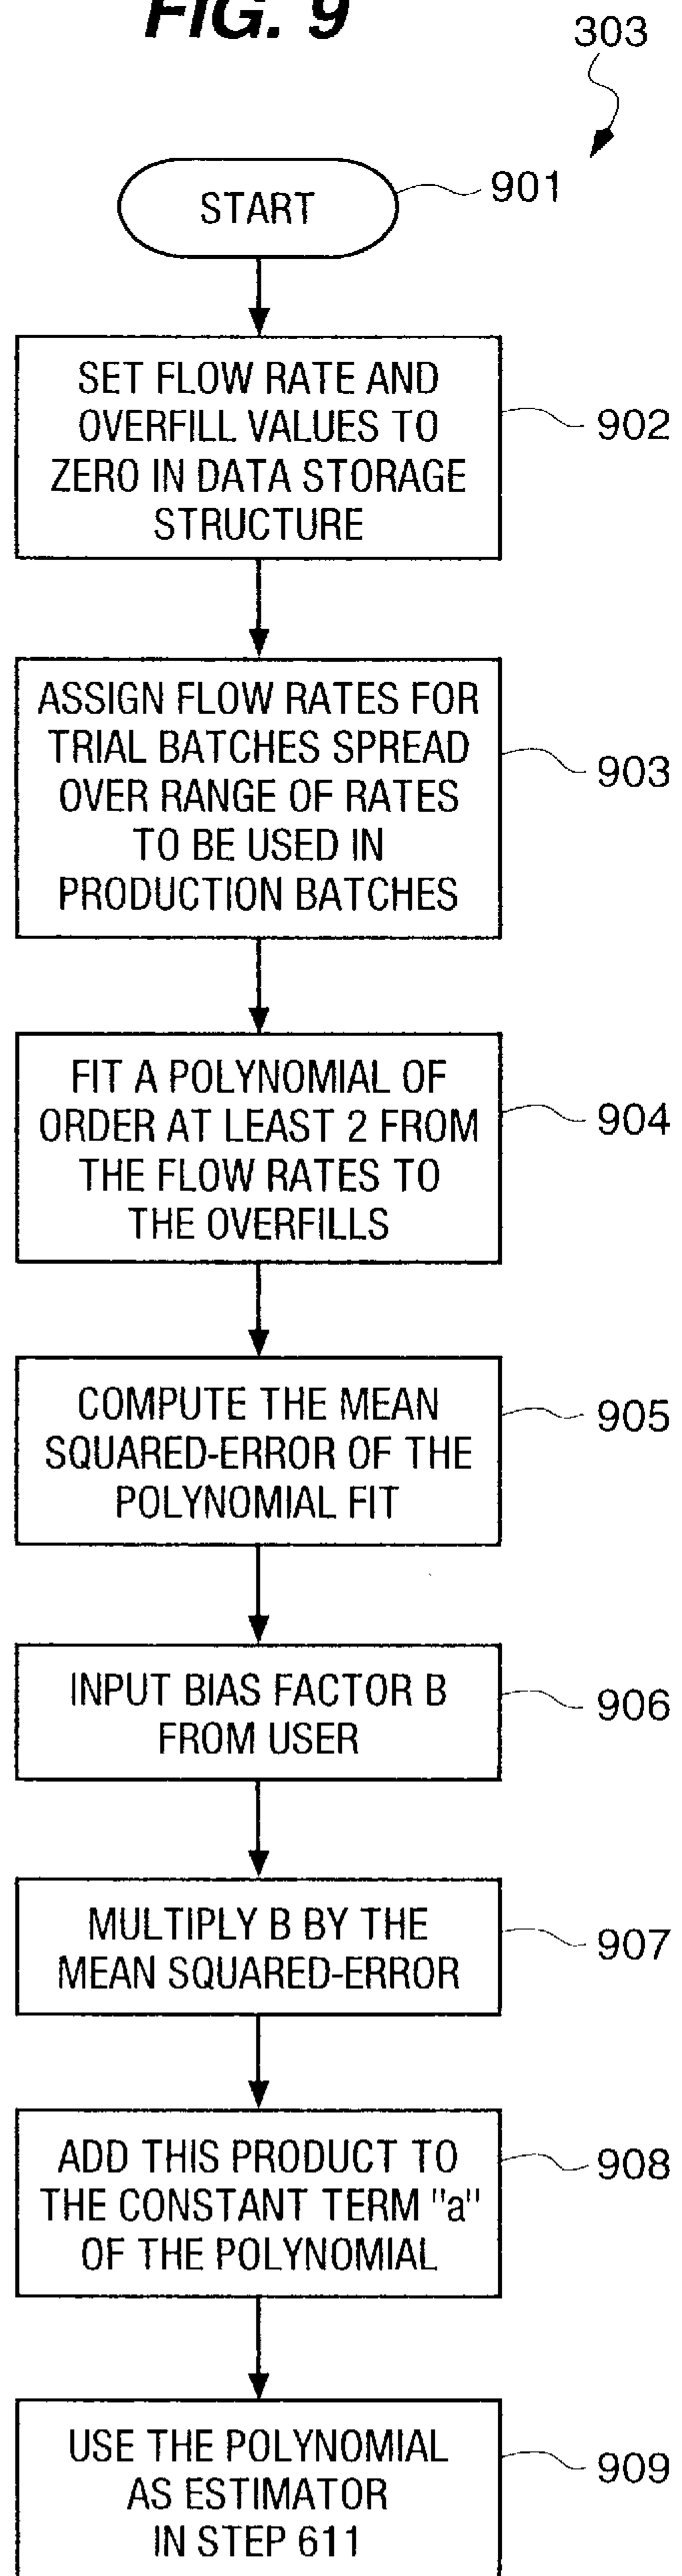 FIG. 9
303
START
901
SET FLOW RATE AND
OVERFILL VALUES TO
ZERO IN DATA STORAGE
STRUCTURE
902
ASSIGN FLOW RATES FOR
TRIAL BATCHES SPREAD
OVER RANGE OF RATES
TO BE USED IN
PRODUCTION BATCHES
903
FIT A POLYNOMIAL OF
ORDER AT LEAST 2 FROM
THE FLOW RATES TO
THE OVERFILLS
904
COMPUTE THE MEAN
SQUARED-ERROR OF THE
POLYNOMIAL FIT
905
INPUT BIAS FACTOR B
FROM USER
906
MULTIPLY B BY THE
MEAN SQUARED-ERROR
907
ADD THIS PRODUCT TO
THE CONSTANT TERM "a"
OF THE POLYNOMIAL
908
USE THE POLYNOMIAL
AS ESTIMATOR
IN STEP 611
909